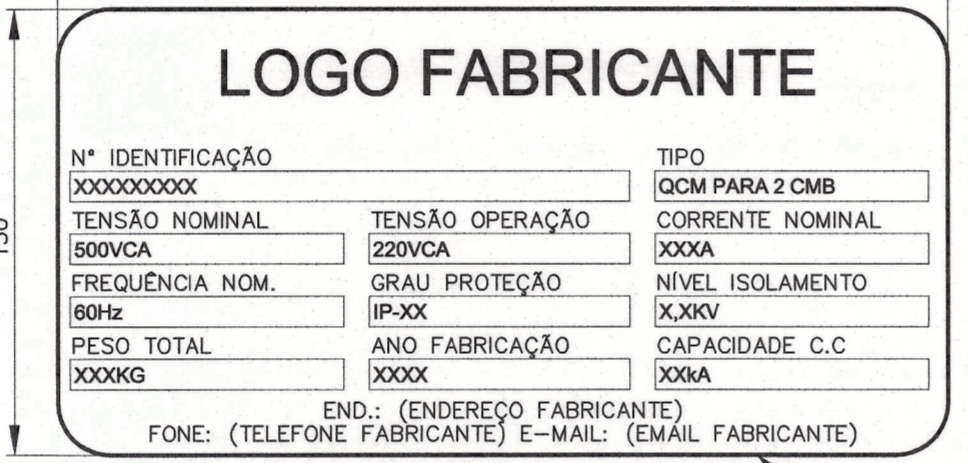 LOGO FABRICANTE
N° IDENTIFICAÇÃO TIPO
XXXXXXXXX QCM PARA 2 CMB
TENSÃO NOMINAL TENSÃO OPERAÇÃO CORRENTE NOMINAL
500VCA 220VCA XXXA
FREQUÊNCIA NOM. GRAU PROTEÇÃO NÍVEL ISOLAMENTO
60Hz IP-XX X,XKV
PESO TOTAL ANO FABRICAÇÃO CAPACIDADE C.C
XXXKG XXXX XXkA
END.: (ENDEREÇO FABRICANTE)
FONE: (TELEFONE FABRICANTE) E-MAIL: (EMAIL FABRICANTE)